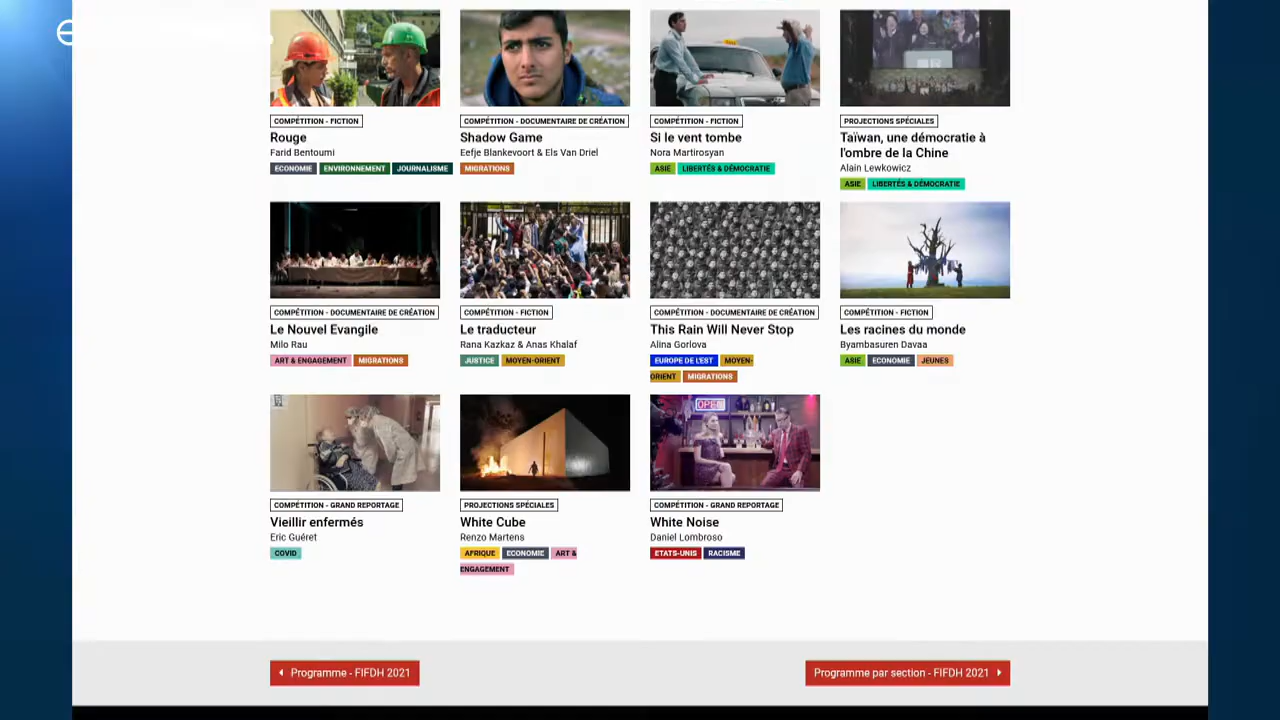 COMPÉTITION - FICTION
Rouge
Farid Bentoumi
ECONOMIE ENVIRONNEMENT JOURNALISME
COMPÉTITION - DOCUMENTAIRE DE CRÉATION
Shadow Game
Eefje Blankevoort & Els Van Driel
MIGRATIONS
COMPÉTITION - FICTION
Si le vent tombe
Nora Martirosyan
ASIE LIBERTÉS & DÉMOCRATIE
PROJECTIONS SPÉCIALES
Taïwan, une démocratie à
l'ombre de la Chine
Alain Lewkowicz
ASIE LIBERTÉS & DÉMOCRATIE
COMPÉTITION - DOCUMENTAIRE DE CRÉATION
Le Nouvel Evangile
Milo Rau
ART & ENGAGEMENT MIGRATIONS
COMPÉTITION - FICTION
Le traducteur
Rana Kazkaz & Anas Khalaf
JUSTICE MOYEN-ORIENT
COMPÉTITION - DOCUMENTAIRE DE CRÉATION
This Rain Will Never Stop
Alina Gorlova
EUROPE DE L'EST MOYEN-
ORIENT MIGRATIONS
COMPÉTITION - FICTION
Les racines du monde
Byambasuren Davaa
ASIE ECONOMIE JEUNES
COMPÉTITION - GRAND REPORTAGE
Vieillir enfermés
Eric Guéret
COVID
PROJECTIONS SPÉCIALES
White Cube
Renzo Martens
AFRIQUE ECONOMIE ART &
ENGAGEMENT
OPEN
COMPÉTITION - GRAND REPORTAGE
White Noise
Daniel Lombroso
ETATS-UNIS RACISME
Programme - FIFDH 2021
Programme par section - FIFDH 2021